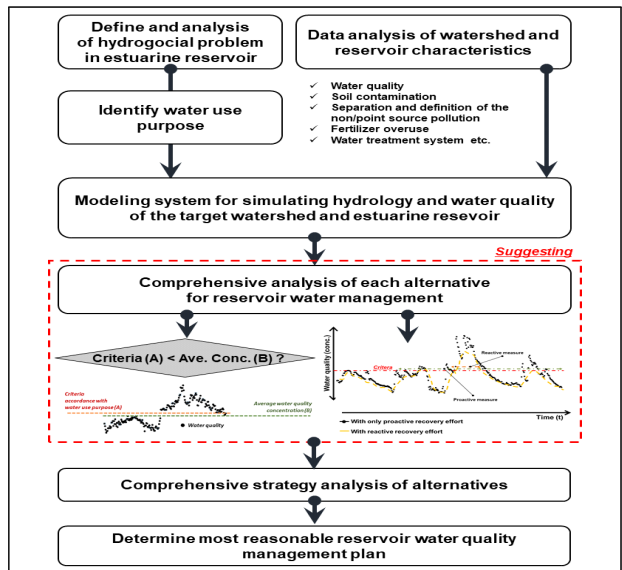 Define and analysis
of hydrogocial problem
in estuarine reservoir
Data analysis of watershed and
reservoir characteristics
Identify water use
purpose
✓ Water quality
✓ Soil contamination
✓ Separation and definition of the
non/point source pollution
✓ Fertilizer overuse
✓ Water treatment system etc.
Modeling system for simulating hydrology and water quality
of the target watershed and estuarine resevoir
Suggesting
Comprehensive analysis of each alternative
for reservoir water management
Criteria (A) < Ave. Conc. (B) ?
Criteria
accordance with
water use purpose(A)
Average water quality
concentration(B)
Water quality
Water quality (conc.)
Criteria
Reactive measure
Proactive measure
Time (t)
With only proactive recovery effort
With reactive recovery effort
Comprehensive strategy analysis of alternatives
Determine most reasonable reservoir water quality
management plan